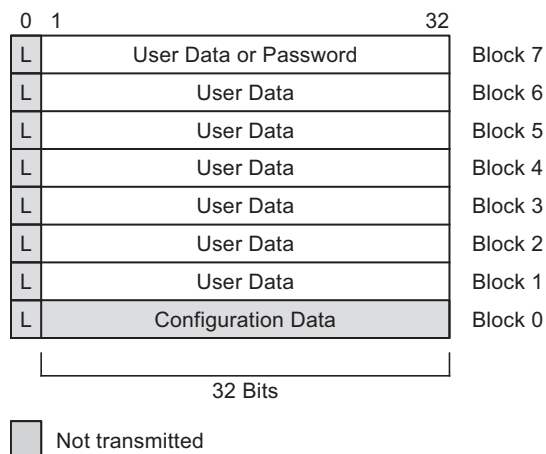 0 1 32
L User Data or Password Block 7
L User Data Block 6
L User Data Block 5
L User Data Block 4
L User Data Block 3
L User Data Block 2
L User Data Block 1
L Configuration Data Block 0
32 Bits
Not transmitted